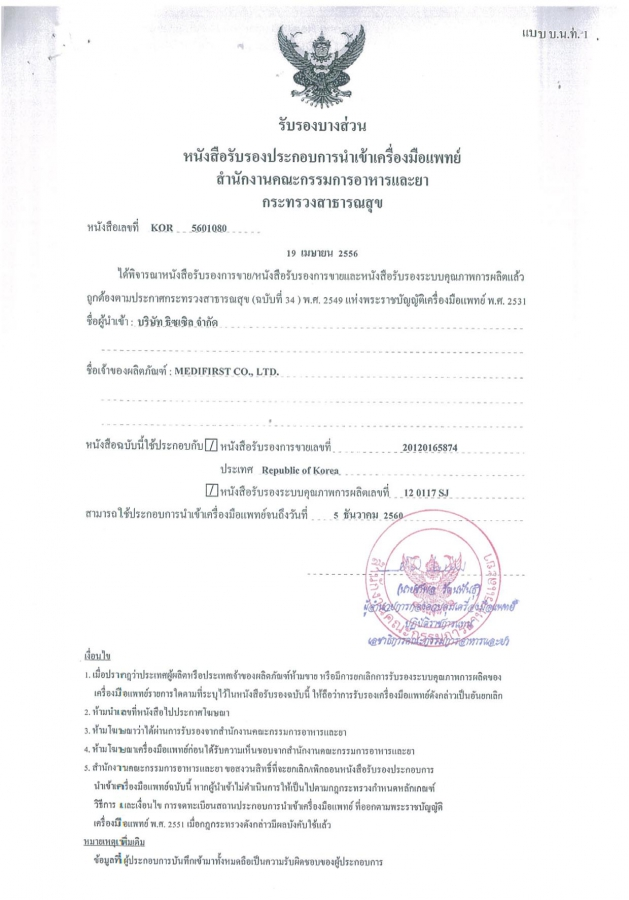 แบบ บ.น.ท. 1
รับรองบางส่วน
หนังสือรับรองประกอบการนำเข้าเครื่องมือแพทย์
สำนักงานคณะกรรมการอาหารและยา
กระทรวงสาธารณสุข
หนังสือเลขที่ KOR 5601080
19 เมษายน 2556
ได้พิจารณาหนังสือรับรองการขาย/หนังสือรับรองการขายและหนังสือรับรองระบบคุณภาพการผลิตแล้ว
ถูกต้องตามประกาศกระทรวงสาธารณสุข (ฉบับที่ 34 ) พ.ศ. 2549 แห่งพระราชบัญญัติเครื่องมือแพทย์ พ.ศ. 2531
ชื่อผู้นำเข้า : บริษัท ธิซเซิล จำกัด
ชื่อเจ้าของผลิตภัณฑ์ : MEDIFIRST CO., LTD.
หนังสือฉบับนี้ใช้ประกอบกับ [/] หนังสือรับรองการขายเลขที่ 20120165874
ประเทศ Republic of Korea
[/] หนังสือรับรองระบบคุณภาพการผลิตเลขที่ 12 0117 SJ
สามารถใช้ประกอบการนำเข้าเครื่องมือแพทย์จนถึงวันที่ 5 ธันวาคม 2560
ผู้อำนวยการกองควบคุมเครื่องมือแพทย์
ปฏิบัติราชการแทน
เลขาธิการคณะกรรมการอาหารและยา
เงื่อนไข
1. เมื่อปรากฏว่าประเทศผู้ผลิตหรือประเทศเจ้าของผลิตภัณฑ์ห้ามขาย หรือมีการยกเลิกการรับรองระบบคุณภาพการผลิตของ
เครื่องมือแพทย์รายการใดตามที่ระบุไว้ในหนังสือรับรองฉบับนี้ ให้ถือว่าการรับรองเครื่องมือแพทย์ดังกล่าวเป็นอันยกเลิก
2. ห้ามนำเลขที่หนังสือไปประกาศโฆษณา
3. ห้ามโฆษณาว่าได้ผ่านการรับรองจากสำนักงานคณะกรรมการอาหารและยา
4. ห้ามโฆษณาเครื่องมือแพทย์ก่อนได้รับความเห็นชอบจากสำนักงานคณะกรรมการอาหารและยา
5. สำนักงานคณะกรรมการอาหารและยา ขอสงวนสิทธิ์ที่จะยกเลิก/เพิกถอนหนังสือรับรองประกอบการ
นำเข้าเครื่องมือแพทย์ฉบับนี้ หากผู้นำเข้าไม่ดำเนินการให้เป็นไปตามกฎกระทรวงกำหนดหลักเกณฑ์
วิธีการ และเงื่อนไข การจดทะเบียนสถานประกอบการนำเข้าเครื่องมือแพทย์ ที่ออกตามพระราชบัญญัติ
เครื่องมือแพทย์ พ.ศ. 2551 เมื่อกฎกระทรวงดังกล่าวมีผลบังคับใช้แล้ว
หมายเหตุเพิ่มเติม
ข้อมูลที่ ผู้ประกอบการบันทึกเข้ามาทั้งหมดถือเป็นความรับผิดชอบของผู้ประกอบการ